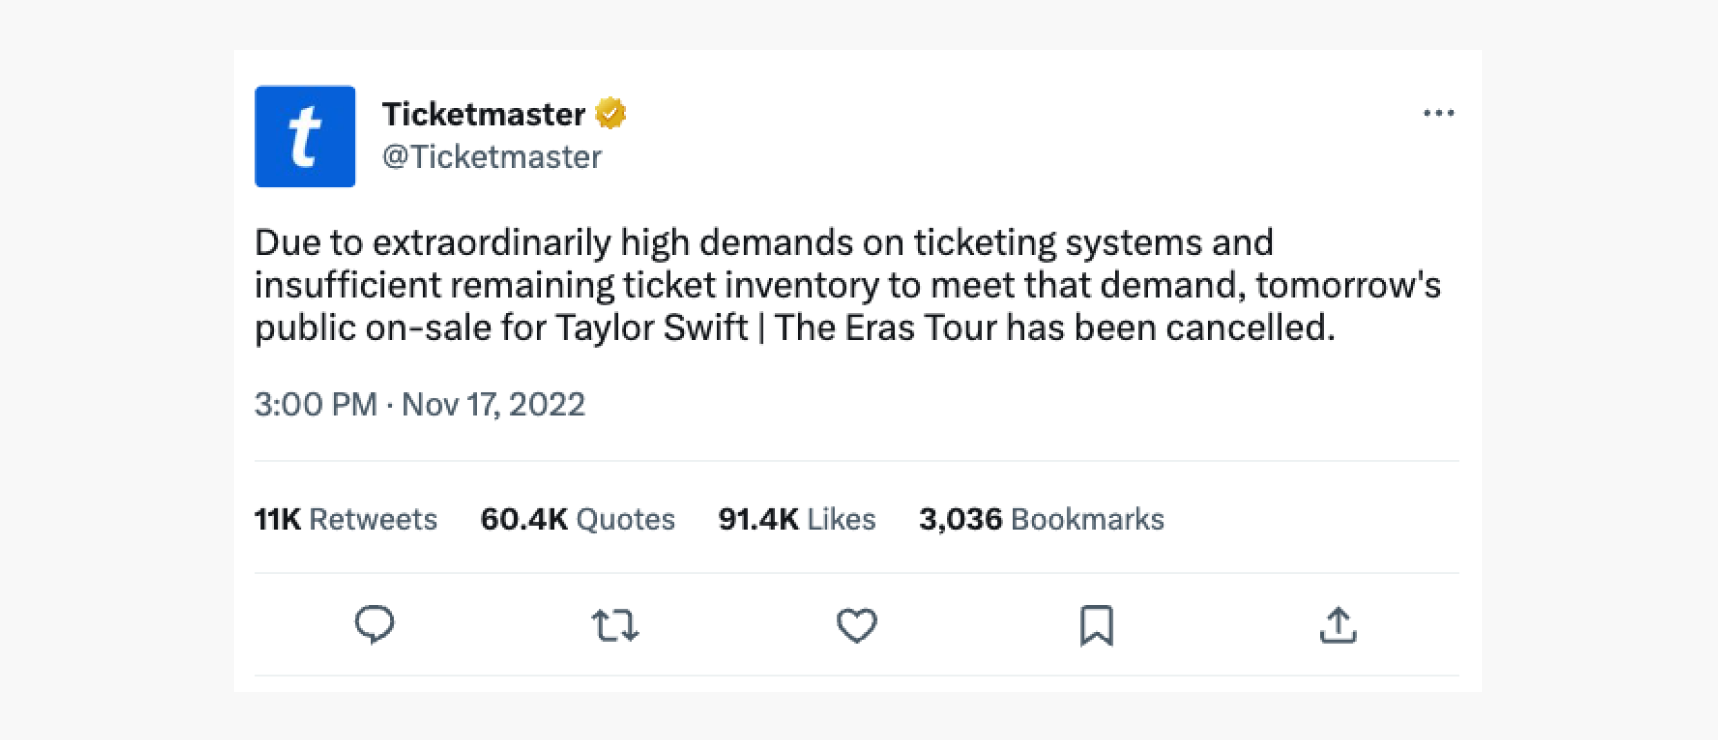 t
Ticketmaster
@Ticketmaster
Due to extraordinarily high demands on ticketing systems and
insufficient remaining ticket inventory to meet that demand, tomorrow's
public on-sale for Taylor Swift | The Eras Tour has been cancelled.
3:00 PM · Nov 17, 2022
11K Retweets 60.4K Quotes 91.4K Likes 3,036 Bookmarks